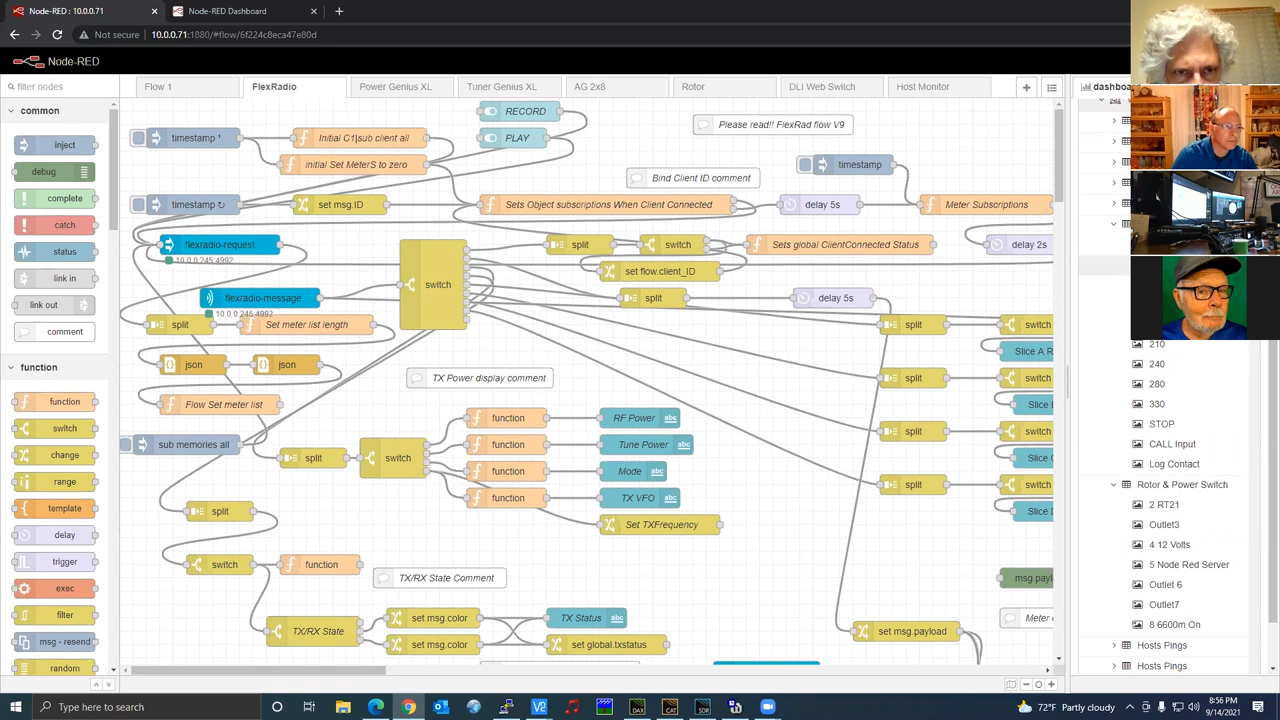 Node-RED : 10.0.0.71
Node-RED Dashboard
Not secure
10.0.0.71:1880/#flow/6f224c8eca47e80d
Node-RED
filter nodes
Flow 1
FlexRadio
Power Genius XL
Tuner Genius XL
AG 2x8
Rotor
DLI Web Switch
Host Monitor
dashboard
common
inject
debug
complete
catch
status
link in
link out
comment
function
function
switch
change
range
template
delay
trigger
exec
filter
msg - resend
random
RECORD
Please read!! FlexRad flow V9
timestamp ¹
Initial C1|sub client all
PLAY
initial Set MeterS to zero
timestamp
Bind Client ID comment
timestamp ↻
set msg.ID
Sets Object subscriptions When Client Connected
delay 5s
Meter Subscriptions
flexradio-request
10.0.0.245:4992
split
switch
Sets global ClientConnected Status
delay 2s
set flow.client_ID
switch
flexradio-message
10.0.0.245:4992
split
delay 5s
split
Set meter list length
split
switch
Slice A R
json
json
TX Power display comment
split
switch
Flow Set meter list
Slice
function
RF Power
split
switch
sub memories all
function
Tune Power
split
switch
Slice
function
Mode
split
switch
function
TX VFO
Slice
split
Set TXFrequency
switch
function
TX/RX State Comment
msg.payl
TX/RX State
set msg.color
TX Status
Meter
set msg.color
set global.txstatus
set msg.payload
210
240
280
330
STOP
CALL Input
Log Contact
Rotor & Power Switch
2 RT21
Outlet3
4 12 Volts
5 Node Red Server
Outlet 6
Outlet7
8 6600m On
Hosts Pings
Hosts Pings
Type here to search
DAX
CAT
SDR
72°F Partly cloudy
8:56 PM
9/14/2021